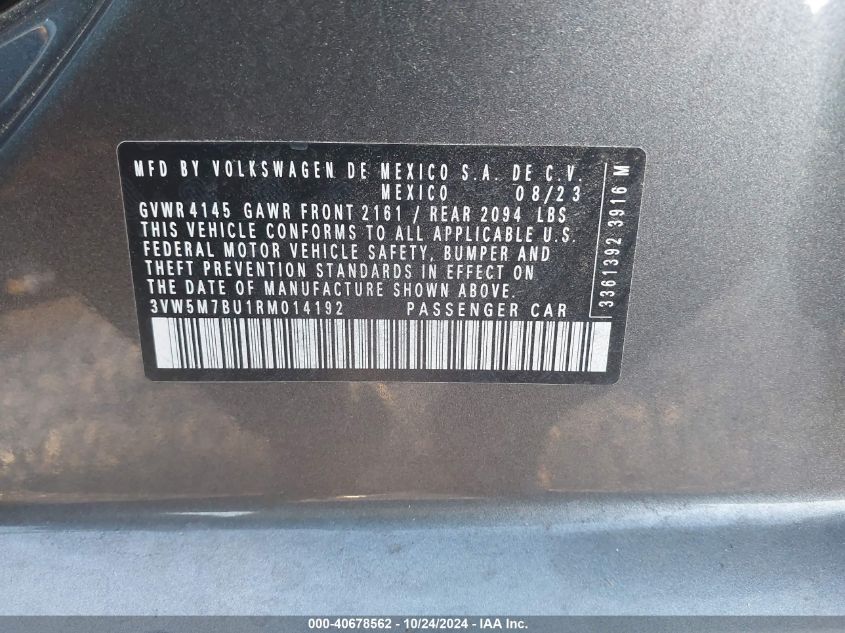 MFD BY VOLKSWAGEN DE MEXICO S.A. DE C.V.
MEXICO 08/23
GVWR 4145 GAWR FRONT 2161 / REAR 2094 LBS
THIS VEHICLE CONFORMS TO ALL APPLICABLE U.S.
FEDERAL MOTOR VEHICLE SAFETY, BUMPER AND
THEFT PREVENTION STANDARDS IN EFFECT ON
THE DATE OF MANUFACTURE SHOWN ABOVE.
3VW5M7BU1RM014192 PASSENGER CAR
3361392 3916 M
000-40678562 - 10/24/2024 - IAA Inc.